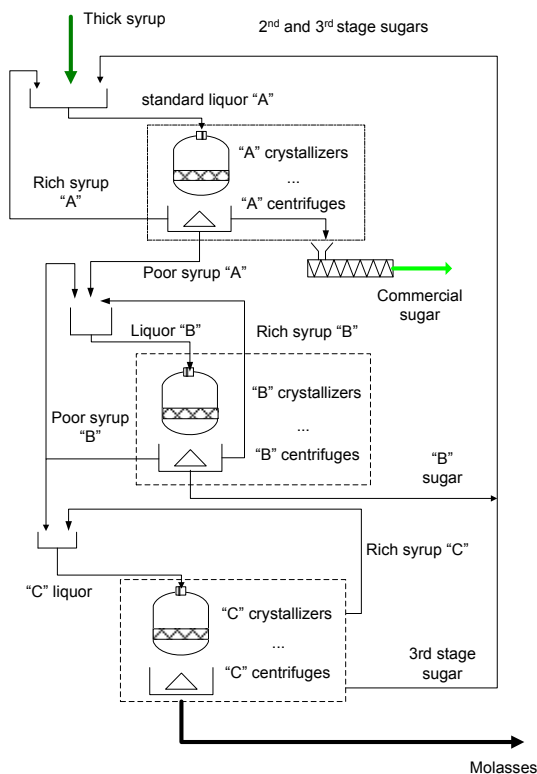 Thick syrup
2nd and 3rd stage sugars
standard liquor “A”
“A” crystallizers
...
“A” centrifuges
Rich syrup
“A”
Poor syrup “A”
Commercial
sugar
Liquor “B”
Rich syrup “B”
“B” crystallizers
...
“B” centrifuges
Poor syrup
“B”
“B”
sugar
Rich syrup “C”
“C” liquor
“C” crystallizers
...
“C” centrifuges
3rd stage
sugar
Molasses